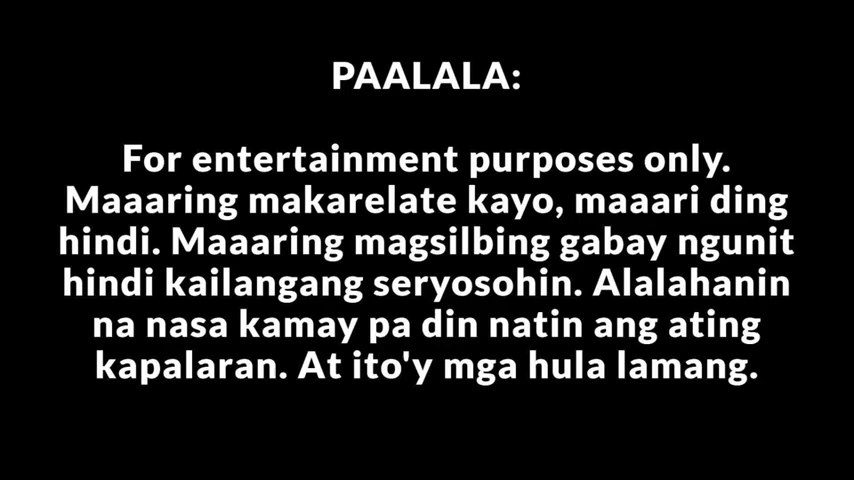 PAALALA:
For entertainment purposes only.
Maaaring makarelate kayo, maaari ding
hindi. Maaaring magsilbing gabay ngunit
hindi kailangang seryosohin. Alalahanin
na nasa kamay pa din natin ang ating
kapalaran. At ito'y mga hula lamang.